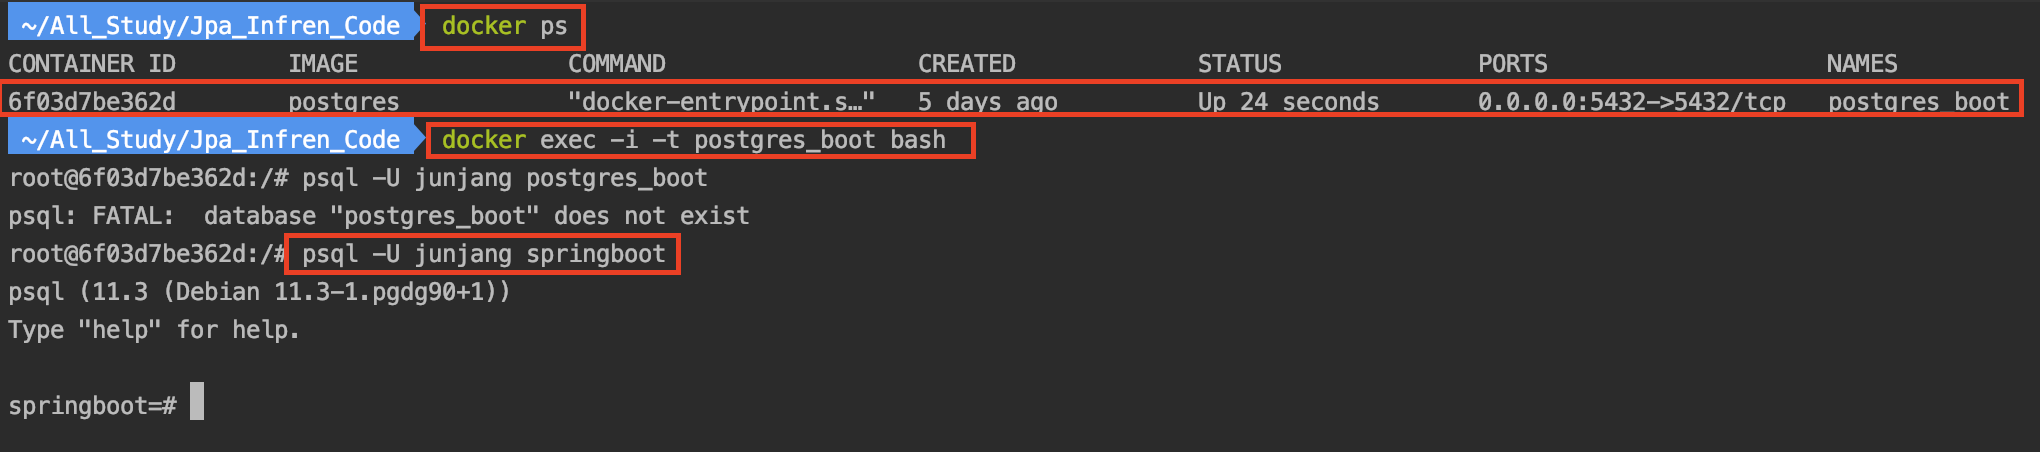 ~/All_Study/Jpa_Infren_Code docker ps
CONTAINER ID IMAGE COMMAND CREATED STATUS PORTS NAMES
6f03d7be362d postgres "docker-entrypoint.s…" 5 days ago Up 24 seconds 0.0.0.0:5432->5432/tcp postgres_boot
~/All_Study/Jpa_Infren_Code docker exec -i -t postgres_boot bash
root@6f03d7be362d:/# psql -U junjang postgres_boot
psql: FATAL:  database "postgres_boot" does not exist
root@6f03d7be362d:/# psql -U junjang springboot
psql (11.3 (Debian 11.3-1.pgdg90+1))
Type "help" for help.
springboot=#